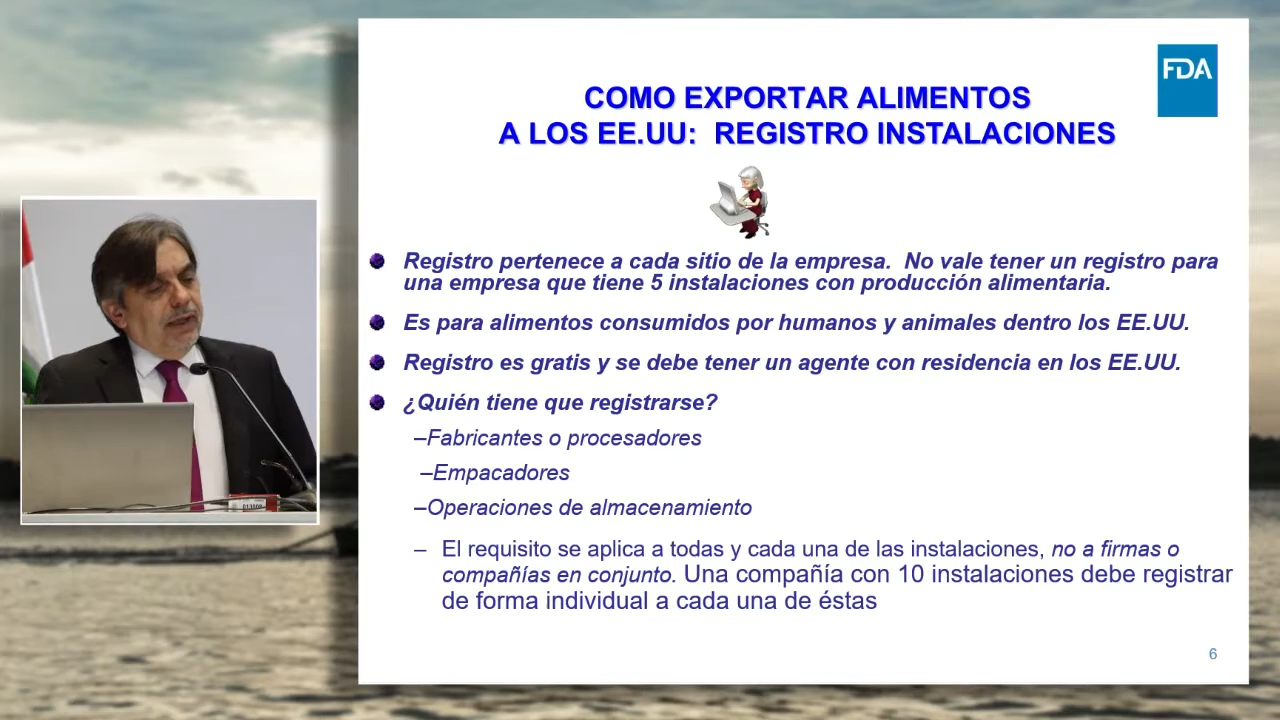 FDA
COMO EXPORTAR ALIMENTOS
A LOS EE.UU:  REGISTRO INSTALACIONES
Registro pertenece a cada sitio de la empresa.  No vale tener un registro para
una empresa que tiene 5 instalaciones con producción alimentaria.
Es para alimentos consumidos por humanos y animales dentro los EE.UU.
Registro es gratis y se debe tener un agente con residencia en los EE.UU.
¿Quién tiene que registrarse?
–Fabricantes o procesadores
–Empacadores
–Operaciones de almacenamiento
– El requisito se aplica a todas y cada una de las instalaciones, no a firmas o
compañías en conjunto. Una compañía con 10 instalaciones debe registrar
de forma individual a cada una de éstas
6